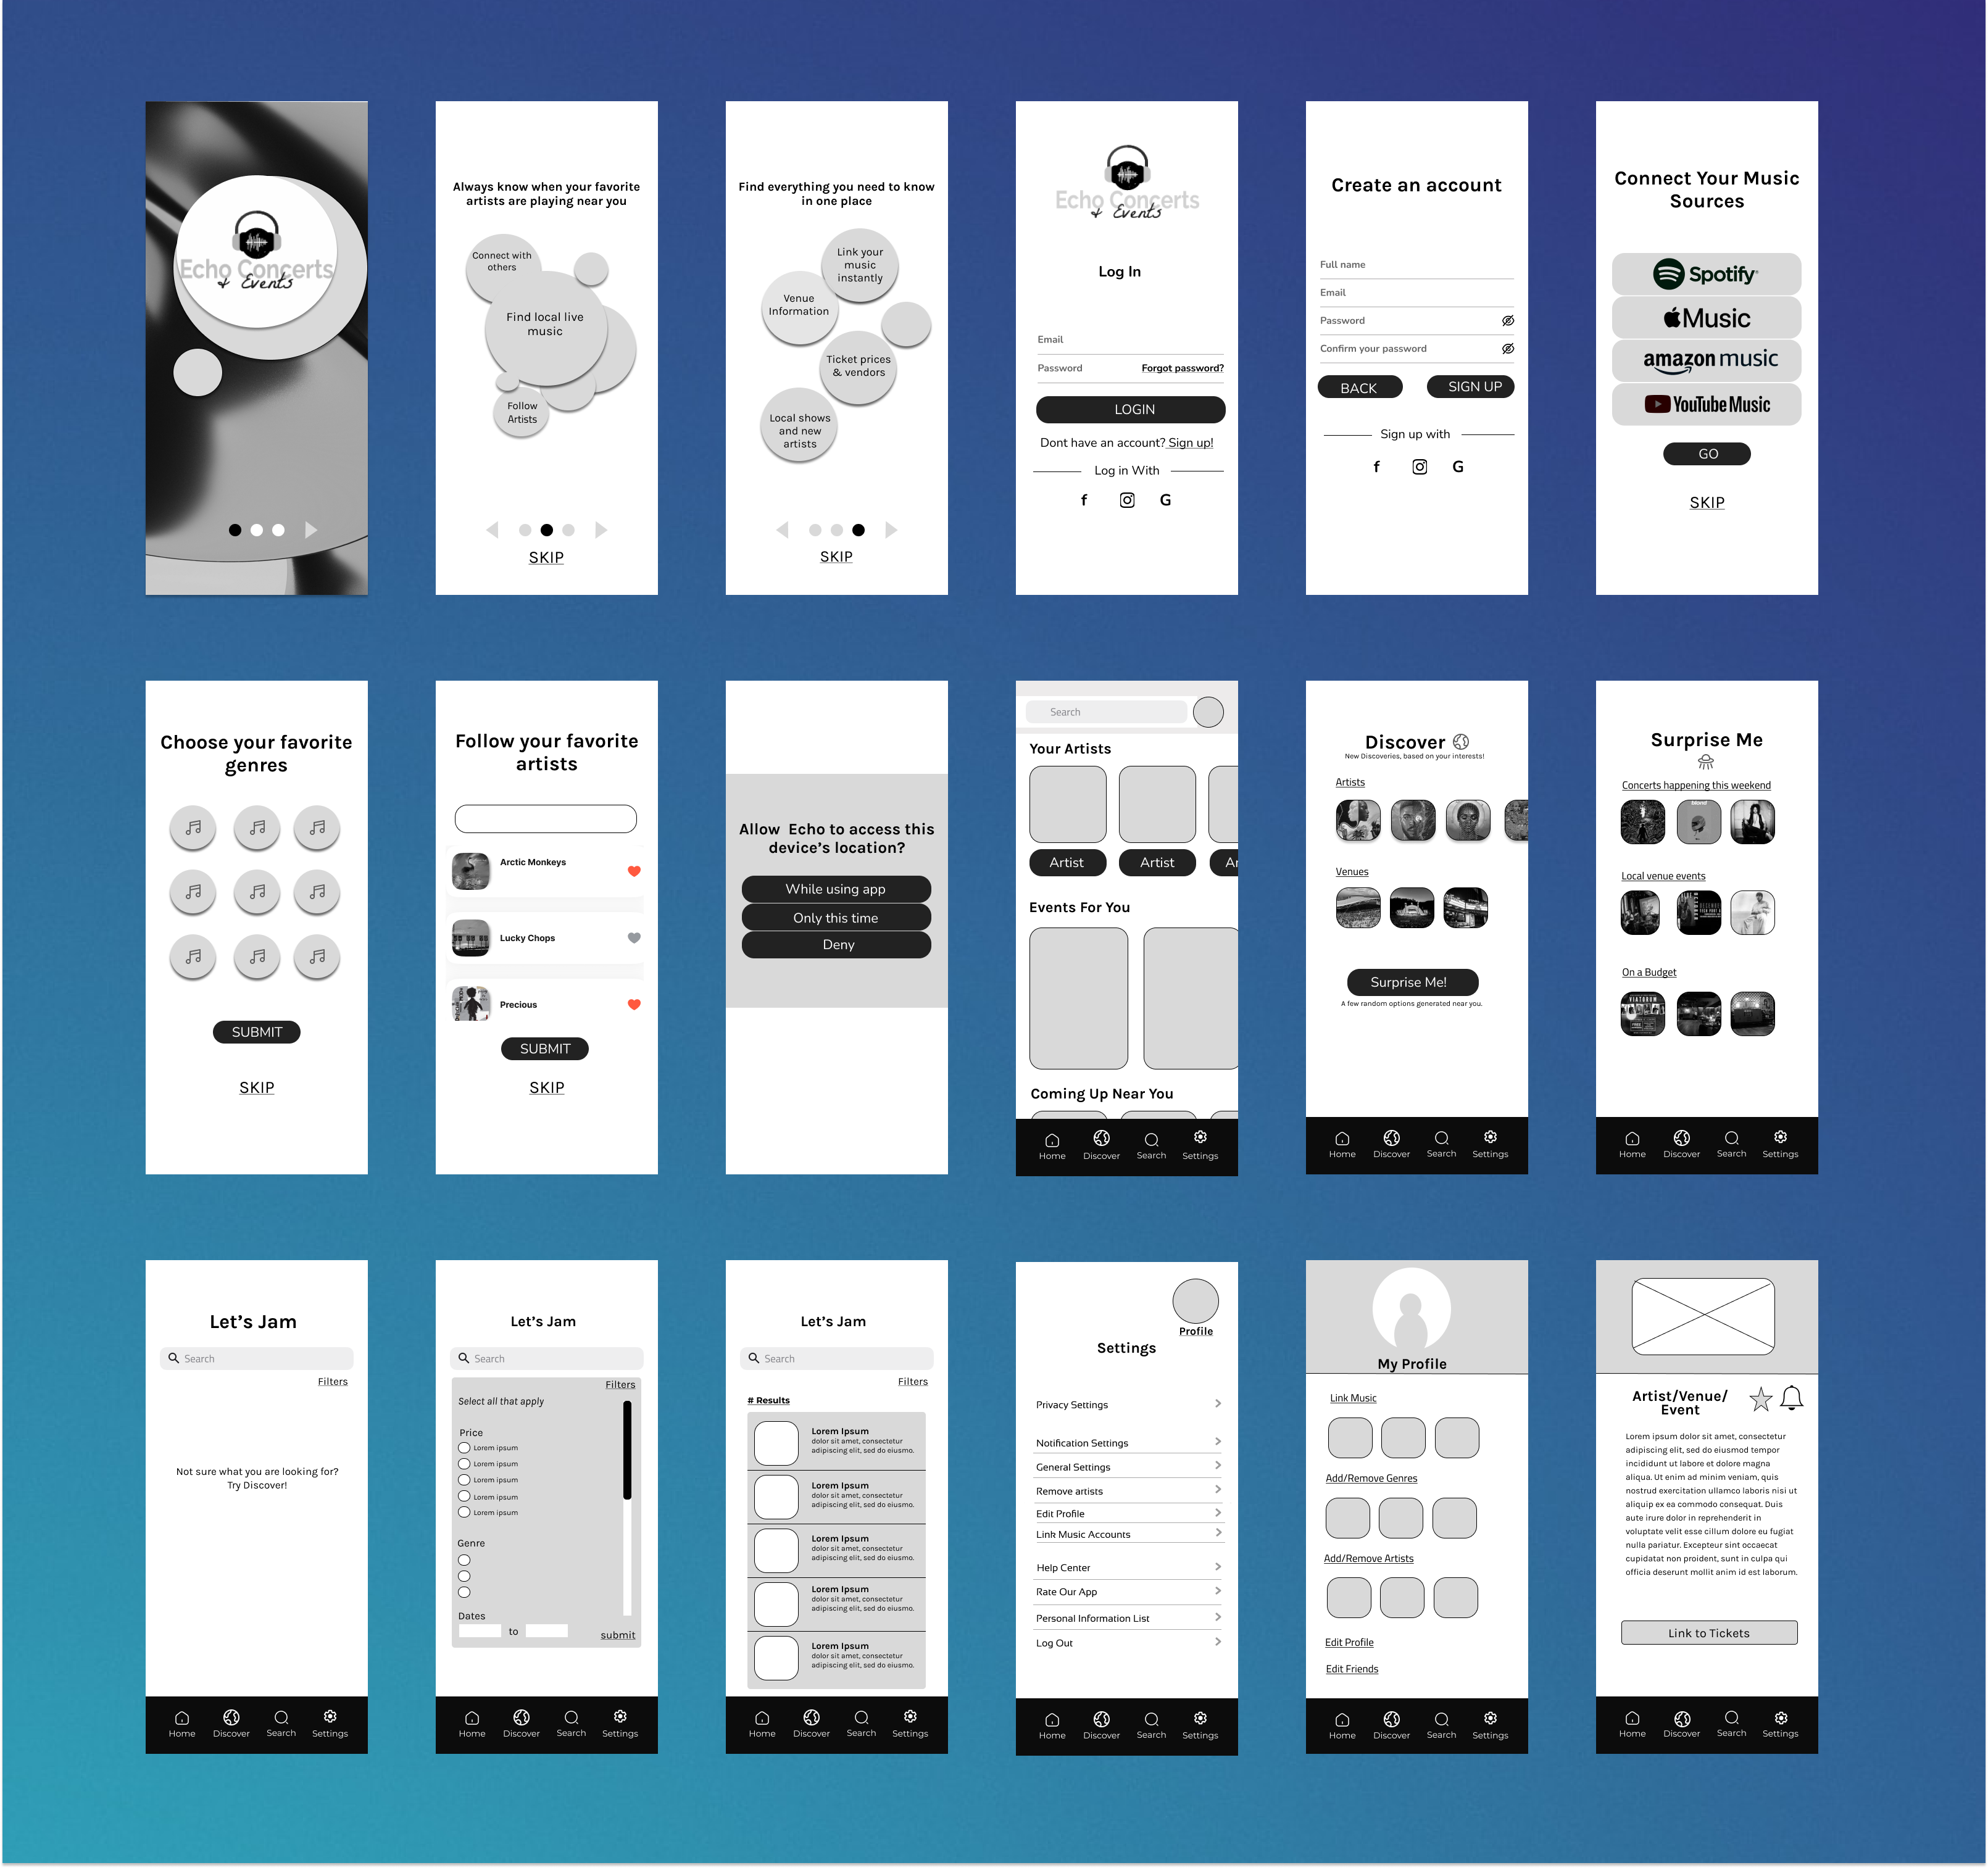 Echo Concerts
& Events
Always know when your favorite
artists are playing near you
Connect with
others
Find local live
music
Follow
Artists
SKIP
Find everything you need to know
in one place
Link your
music
instantly
Venue
Information
Ticket prices
& vendors
Local shows
and new
artists
SKIP
Echo Concerts
& Events
Log In
Email
Password Forgot password?
LOGIN
Dont have an account? Sign up!
Log in With
f G
Create an account
Full name
Email
Password
Confirm your password
BACK SIGN UP
Sign up with
f G
Connect Your Music
Sources
Spotify
Music
amazon music
YouTube Music
GO
SKIP
Choose your favorite
genres
SUBMIT
SKIP
Follow your favorite
artists
Arctic Monkeys
Lucky Chops
Precious
SUBMIT
SKIP
Allow Echo to access this
device's location?
While using app
Only this time
Deny
Search
Your Artists
Artist Artist Ar
Events For You
Coming Up Near You
Home Discover Search Settings
Discover
New Discoveries, based on your interests!
Artists
Venues
Surprise Me!
A few random options generated near you.
Home Discover Search Settings
Surprise Me
Concerts happening this weekend
blond
Local venue events
On a Budget
VIATORUM
Home Discover Search Settings
Let's Jam
Search
Filters
Not sure what you are looking for?
Try Discover!
Home Discover Search Settings
Let's Jam
Search
Filters
Select all that apply
Price
Lorem ipsum
Lorem ipsum
Lorem ipsum
Lorem ipsum
Lorem ipsum
Genre
Dates
to submit
Home Discover Search Settings
Let's Jam
Search
Filters
# Results
Lorem Ipsum
dolor sit amet, consectetur
adipiscing elit, sed do eiusmo.
Lorem Ipsum
dolor sit amet, consectetur
adipiscing elit, sed do eiusmo.
Lorem Ipsum
dolor sit amet, consectetur
adipiscing elit, sed do eiusmo.
Lorem Ipsum
dolor sit amet, consectetur
adipiscing elit, sed do eiusmo.
Lorem Ipsum
dolor sit amet, consectetur
adipiscing elit, sed do eiusmo.
Home Discover Search Settings
Profile
Settings
Privacy Settings
Notification Settings
General Settings
Remove artists
Edit Profile
Link Music Accounts
Help Center
Rate Our App
Personal Information List
Log Out
Home Discover Search Settings
My Profile
Link Music
Add/Remove Genres
Add/Remove Artists
Edit Profile
Edit Friends
Home Discover Search Settings
Artist/Venue/
Event
Lorem ipsum dolor sit amet, consectetur
adipiscing elit, sed do eiusmod tempor
incididunt ut labore et dolore magna
aliqua. Ut enim ad minim veniam, quis
nostrud exercitation ullamco laboris nisi ut
aliquip ex ea commodo consequat. Duis
aute irure dolor in reprehenderit in
voluptate velit esse cillum dolore eu fugiat
nulla pariatur. Excepteur sint occaecat
cupidatat non proident, sunt in culpa qui
officia deserunt mollit anim id est laborum.
Link to Tickets
Home Discover Search Settings